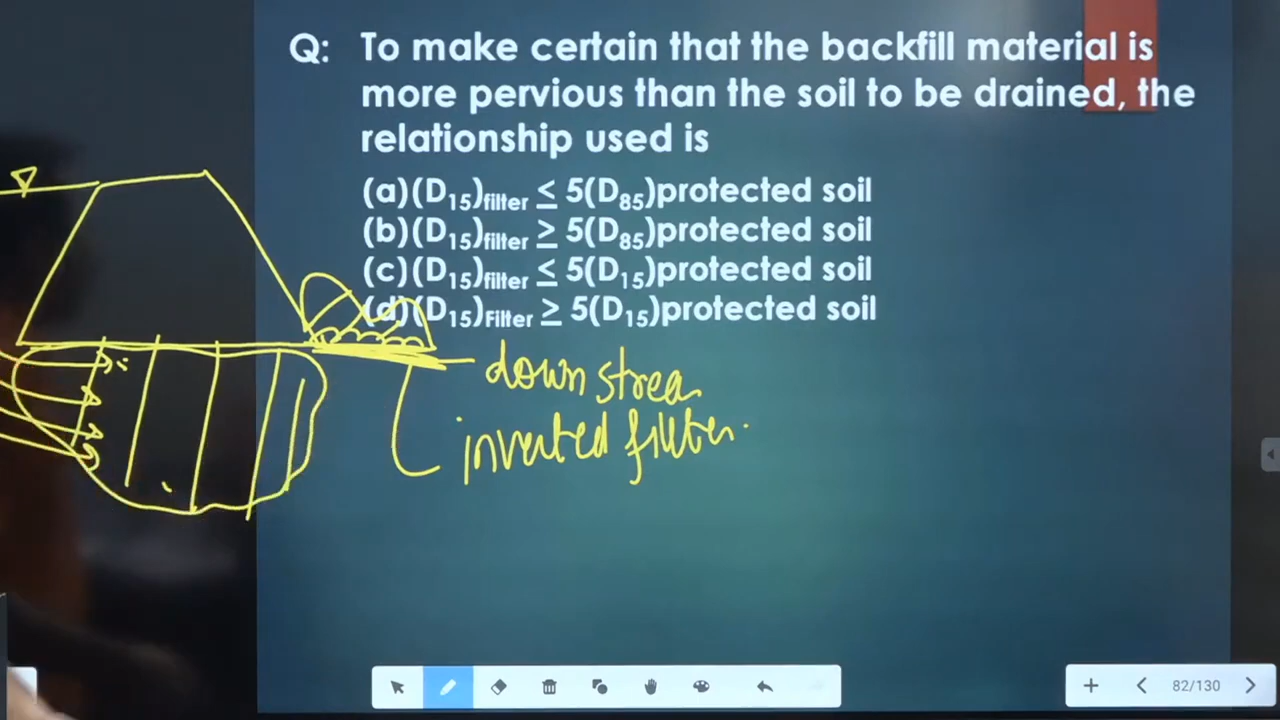 Q: To make certain that the backfill material is
more pervious than the soil to be drained, the
relationship used is
(a)(D15)filter ≤ 5(D85)protected soil
(b)(D15)filter ≥ 5(D85)protected soil
(c)(D15)filter ≤ 5(D15)protected soil
(d)(D15)Filter ≥ 5(D15)protected soil
down strea
inverted
82/130